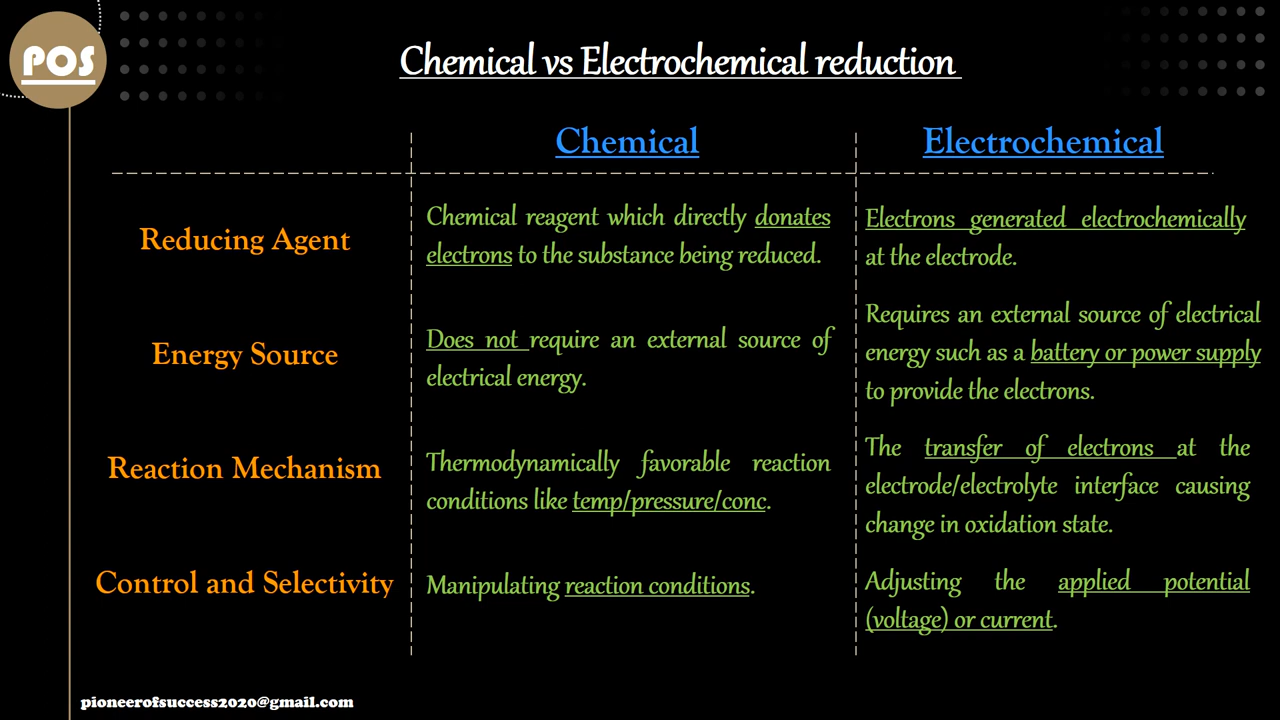 POS
Chemical vs Electrochemical reduction
Chemical
Electrochemical
Reducing Agent
Chemical reagent which directly donates
electrons to the substance being reduced.
Electrons generated electrochemically
at the electrode.
Energy Source
Does not require an external source of
electrical energy.
Requires an external source of electrical
energy such as a battery or power supply
to provide the electrons.
Reaction Mechanism
Thermodynamically favorable reaction
conditions like temp/pressure/conc.
The transfer of electrons at the
electrode/electrolyte interface causing
change in oxidation state.
Control and Selectivity
Manipulating reaction conditions.
Adjusting the applied potential
(voltage) or current.
pioneerofsuccess2020@gmail.com